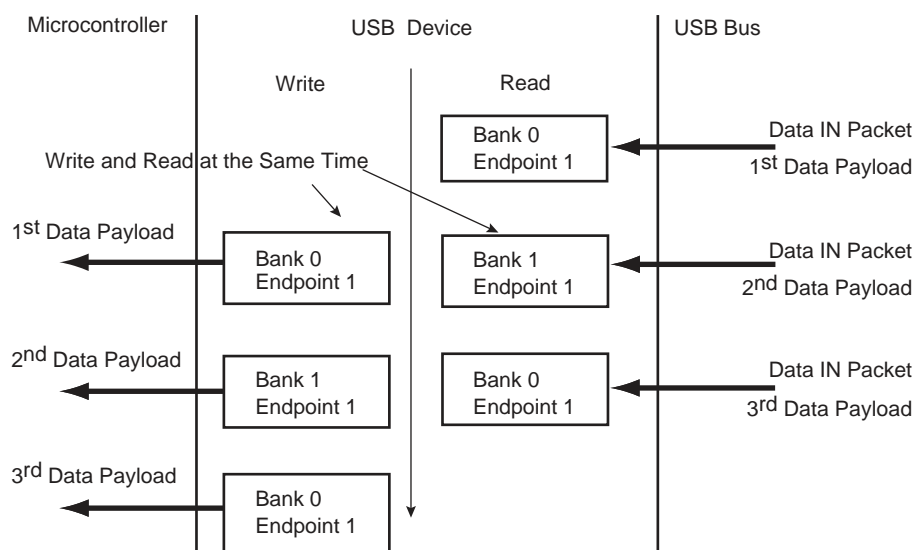 Microcontroller
USB Device
USB Bus
Write
Read
Bank 0
Endpoint 1
Data IN Packet
1st Data Payload
Write and Read at the Same Time
1st Data Payload
Bank 0
Endpoint 1
Bank 1
Endpoint 1
Data IN Packet
2nd Data Payload
2nd Data Payload
Bank 1
Endpoint 1
Bank 0
Endpoint 1
Data IN Packet
3rd Data Payload
3rd Data Payload
Bank 0
Endpoint 1